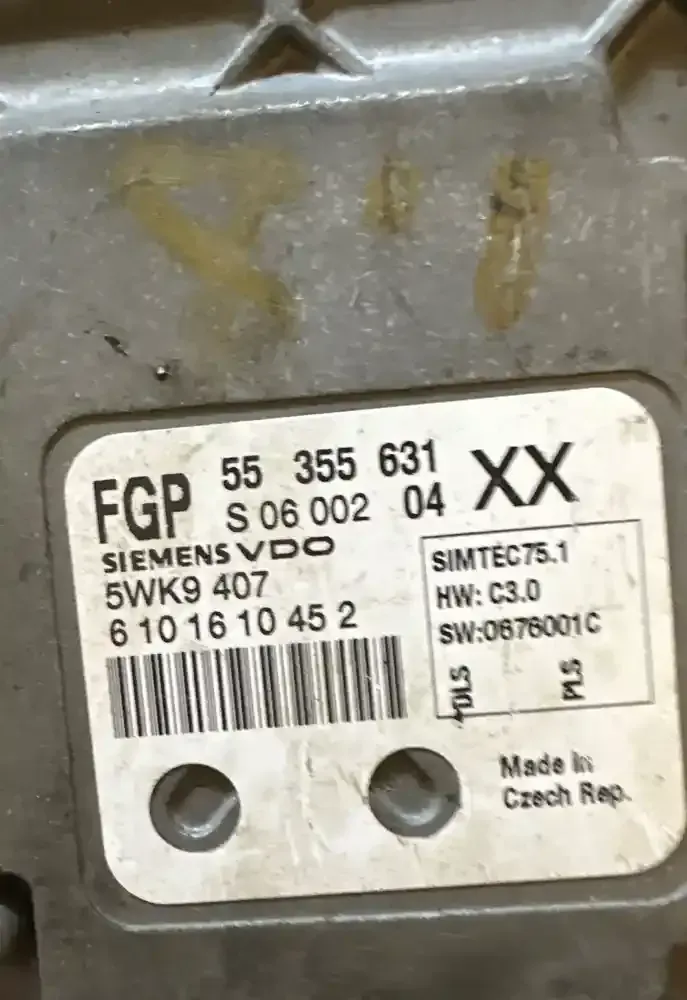 FGP 55 355 631 XX
S 06 002 04
SIEMENS VDO
5WK9 407
6 10 16 10 45 2
SIMTEC75.1
HW: C3.0
SW:0676001C
DLS PLS
Made in
Czech Rep.